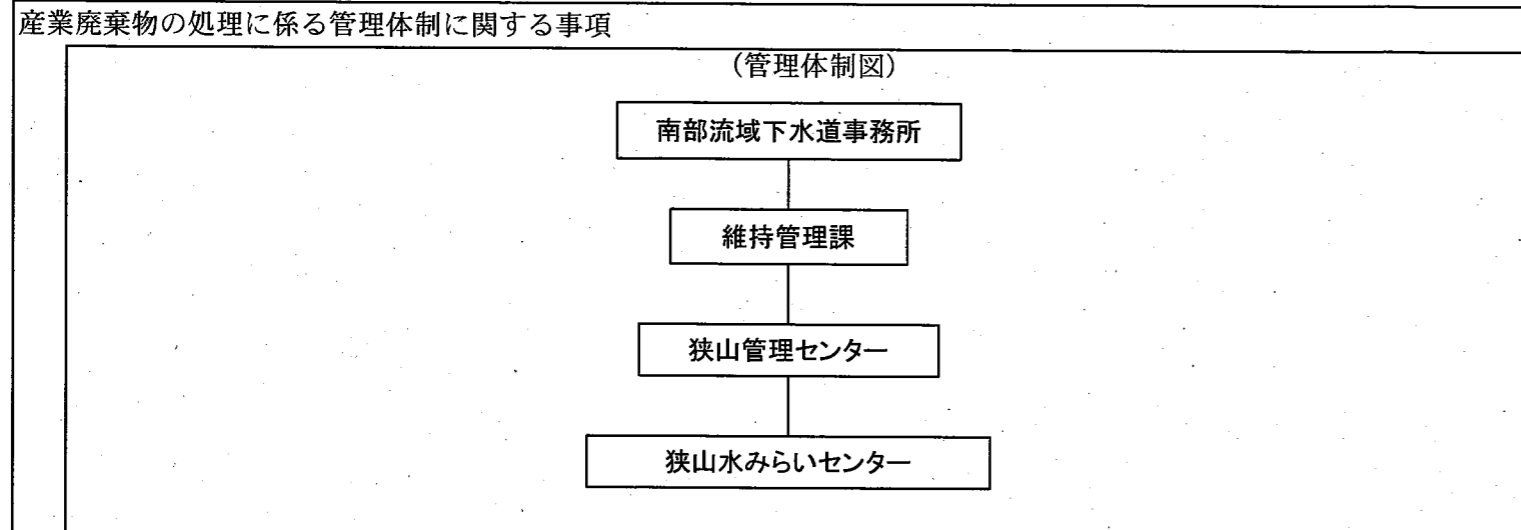 産業廃棄物の処理に係る管理体制に関する事項
（管理体制図）
南部流域下水道事務所
維持管理課
狭山管理センター
狭山水みらいセンター